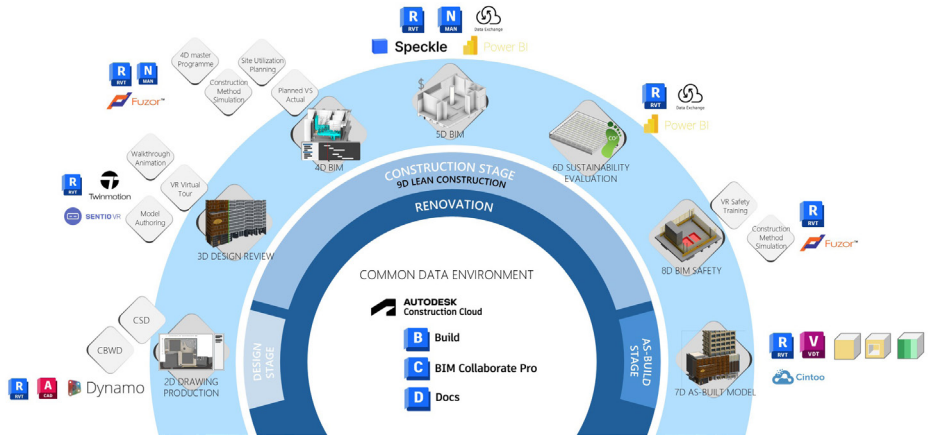 R
RVT
N
MAN
Data Exchange
Speckle
Power BI
$
5D BIM
4D master
Programme
Site Utilization
Planning
Construction
Method
Simulation
Planned VS
Actual
R
RVT
N
MAN
Fuzor™
4D BIM
R
RVT
Data Exchange
Power BI
CO
6D SUSTAINABILITY
EVALUATION
Walkthrough
Animation
VR Virtual
Tour
Model
Authoring
R
RVT
Twinmotion
SENTIO VR
3D DESIGN REVIEW
CONSTRUCTION STAGE
9D LEAN CONSTRUCTION
RENOVATION
VR Safety
Training
Construction
Method
Simulation
R
RVT
Fuzor™
8D BIM SAFETY
COMMON DATA ENVIRONMENT
AUTODESK
Construction Cloud
B
Build
C
BIM Collaborate Pro
D
Docs
DESIGN
STAGE
AS-BUILD
STAGE
CSD
CBWD
R
RVT
A
CAD
Dynamo
2D DRAWING
PRODUCTION
R
RVT
V
VDT
Cintoo
7D AS-BUILT MODEL